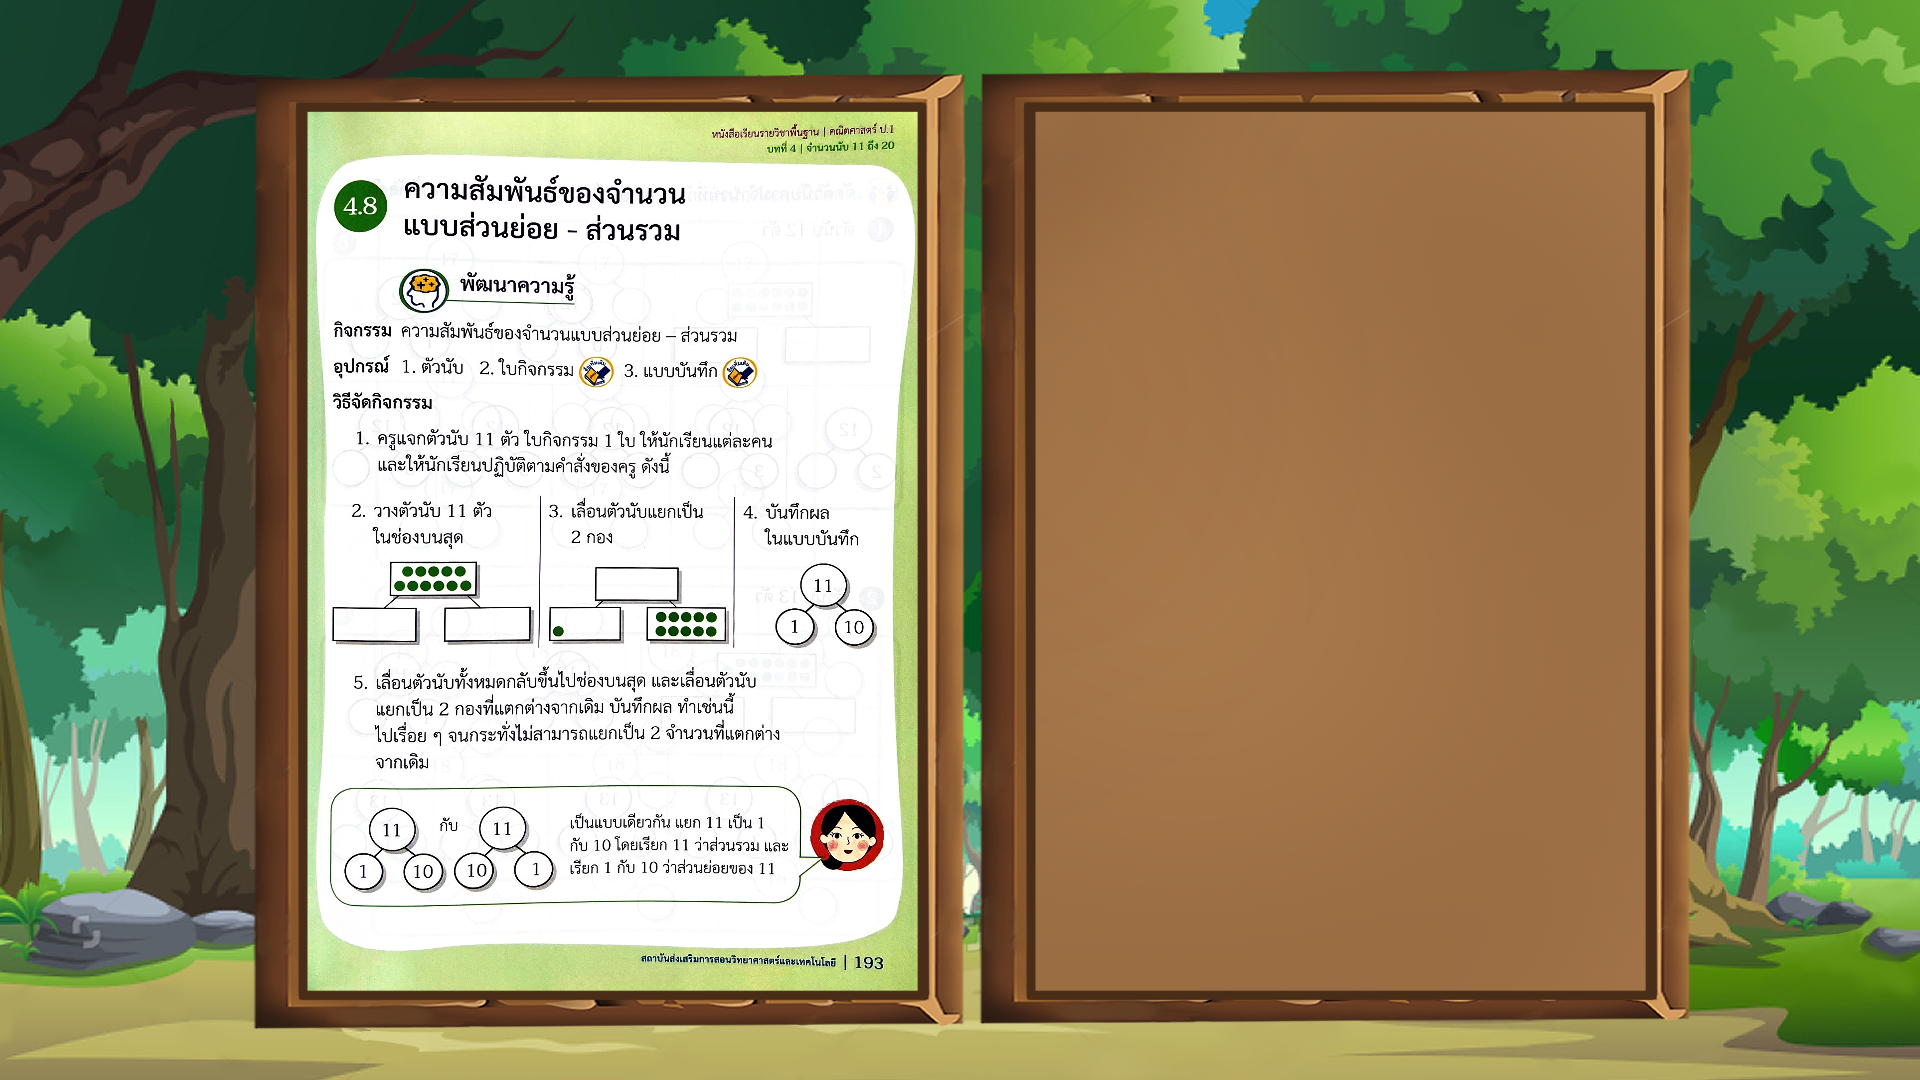 หนังสือเรียนรายวิชาพื้นฐาน | คณิตศาสตร์ ป.1
บทที่ 4 | จำนวนนับ 11 ถึง 20
4.8 ความสัมพันธ์ของจำนวน
แบบส่วนย่อย - ส่วนรวม
พัฒนาความรู้
กิจกรรม ความสัมพันธ์ของจำนวนแบบส่วนย่อย – ส่วนรวม
อุปกรณ์ 1. ตัวนับ 2. ใบกิจกรรม 3. แบบบันทึก
วิธีจัดกิจกรรม
1. ครูแจกตัวนับ 11 ตัว ใบกิจกรรม 1 ใบ ให้นักเรียนแต่ละคน
และให้นักเรียนปฏิบัติตามคำสั่งของครู ดังนี้
2. วางตัวนับ 11 ตัว
ในช่องบนสุด
3. เลื่อนตัวนับแยกเป็น
2 กอง
4. บันทึกผล
ในแบบบันทึก
11
1 10
5. เลื่อนตัวนับทั้งหมดกลับขึ้นไปช่องบนสุด และเลื่อนตัวนับ
แยกเป็น 2 กองที่แตกต่างจากเดิม บันทึกผล ทำเช่นนี้
ไปเรื่อย ๆ จนกระทั่งไม่สามารถแยกเป็น 2 จำนวนที่แตกต่าง
จากเดิม
11 กับ 11
1 10 10 1
เป็นแบบเดียวกัน แยก 11 เป็น 1
กับ 10 โดยเรียก 11 ว่าส่วนรวม และ
เรียก 1 กับ 10 ว่าส่วนย่อยของ 11
สถาบันส่งเสริมการสอนวิทยาศาสตร์และเทคโนโลยี | 193